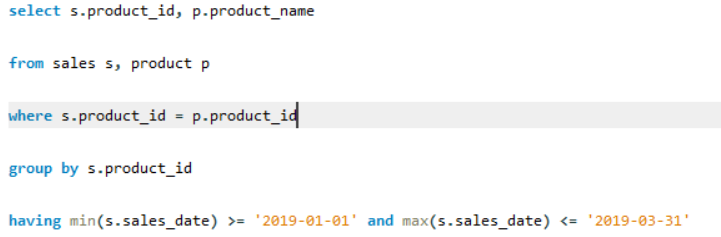 select s.product_id, p.product_name
from sales s, product p
where s.product_id = p.product_id
group by s.product_id
having min(s.sales_date) >= '2019-01-01' and max(s.sales_date) <= '2019-03-31'